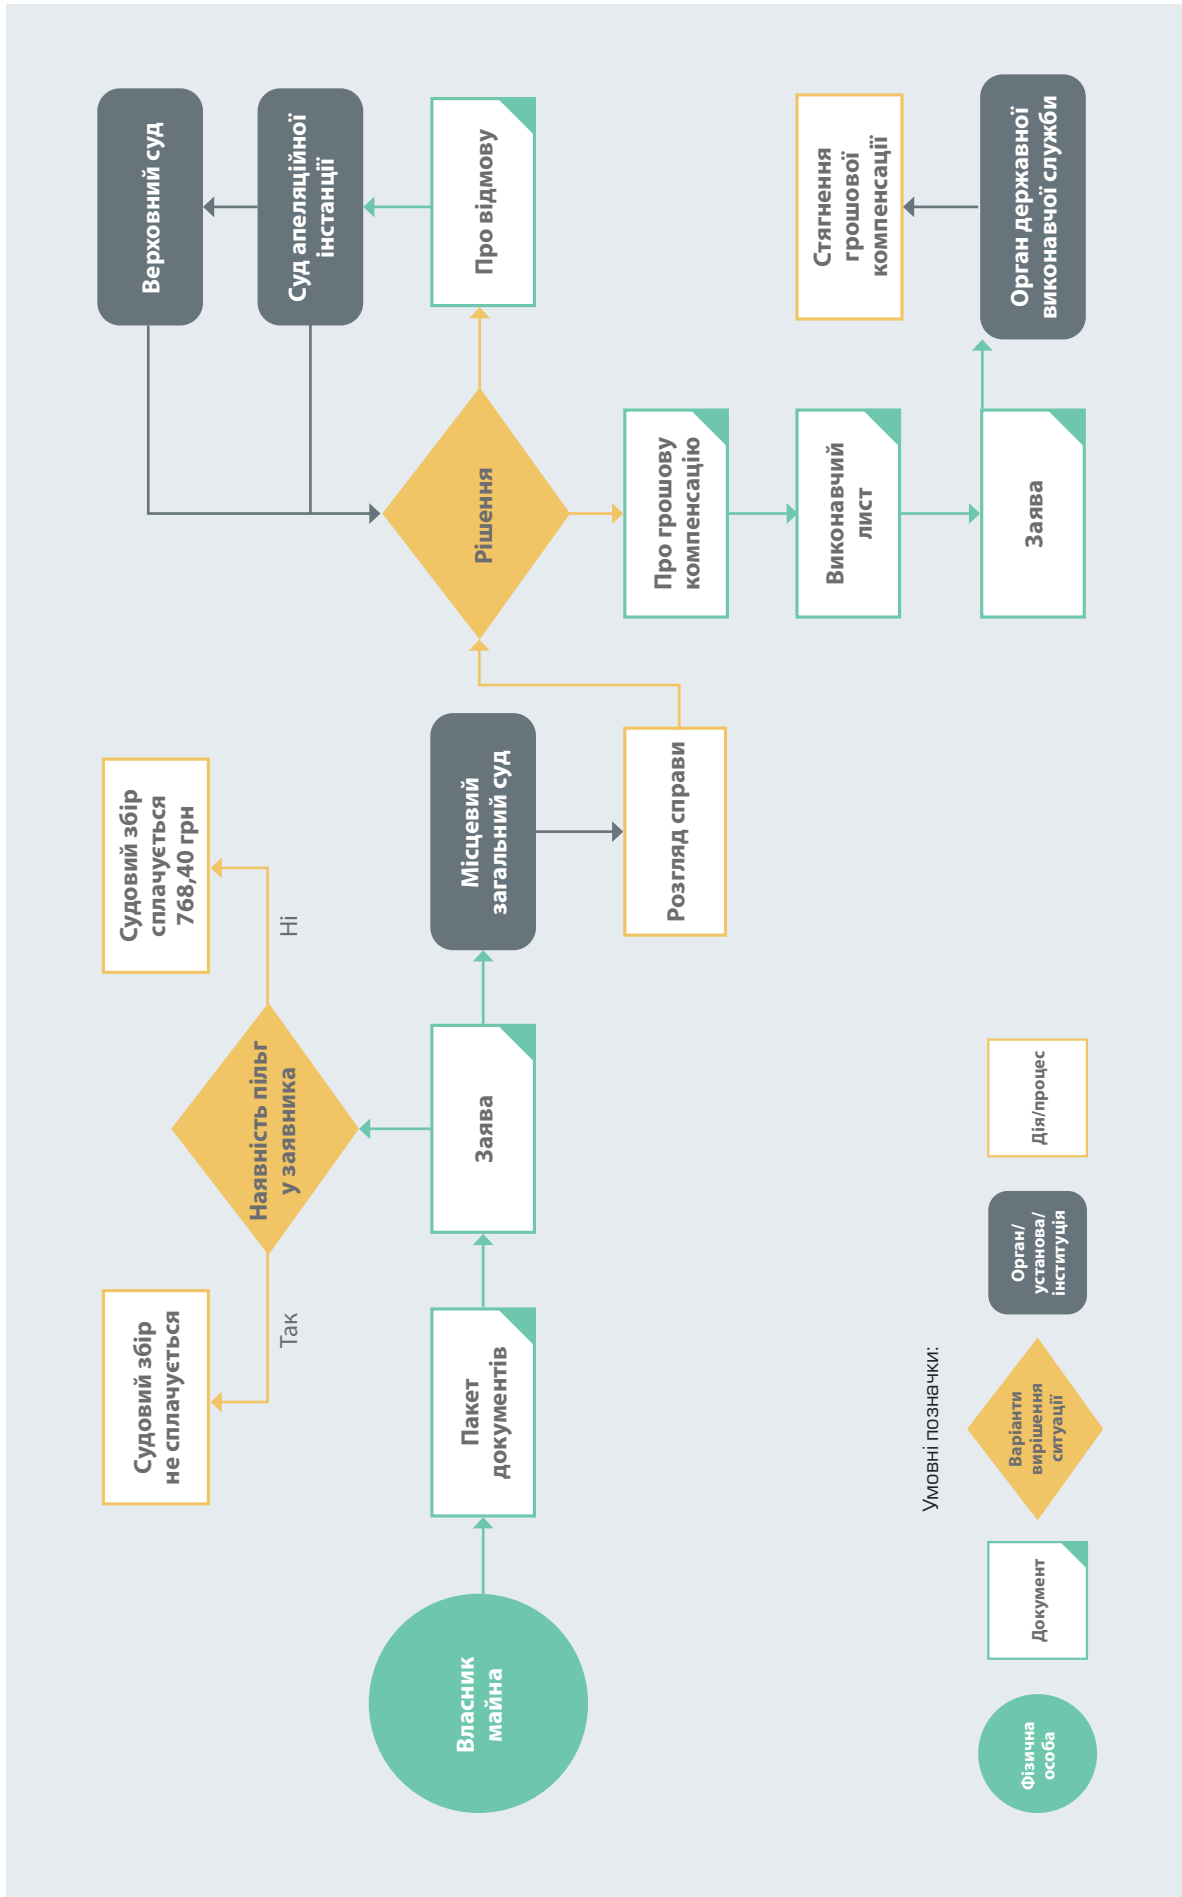 Власник
майна
Пакет
документів
Заява
Наявність пільг
у заявника
Так
Судовий збір
не сплачується
Ні
Судовий збір
сплачується
768,40 грн
Місцевий
загальний суд
Розгляд справи
Рішення
Про відмову
Суд апеляційної
інстанції
Верховний суд
Про грошову
компенсацію
Виконавчий
лист
Заява
Орган державної
виконавчої служби
Стягнення
грошової
компенсації
Умовні позначки:
Фізична
особа
Документ
Варіанти
вирішення
ситуації
Орган/
установа/
інституція
Дія/процес